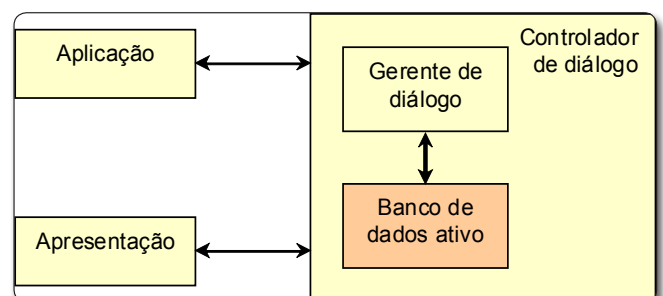 Aplicação
Controlador
de diálogo
Gerente de
diálogo
Banco de
dados ativo
Apresentação